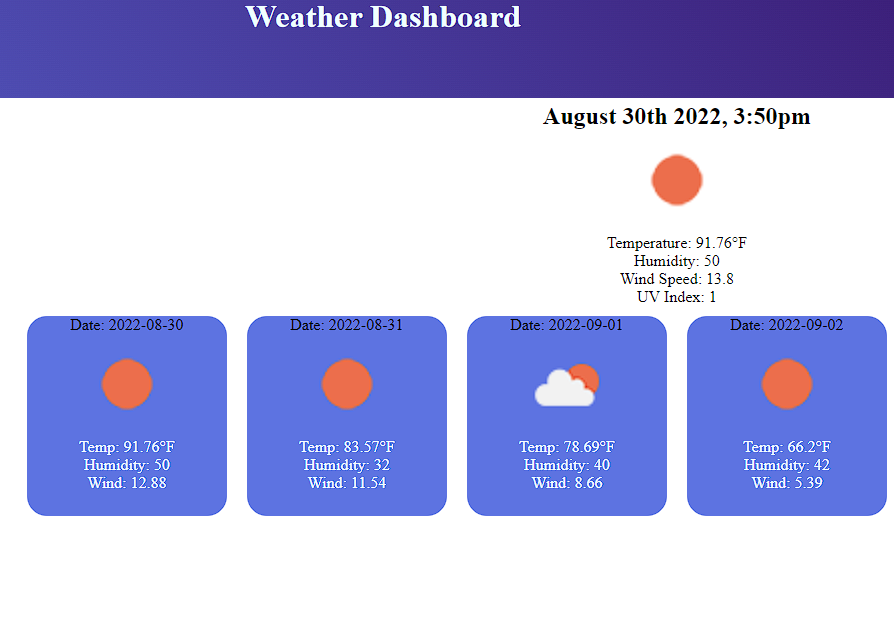 Weather Dashboard
August 30th 2022, 3:50pm
Temperature: 91.76°F
Humidity: 50
Wind Speed: 13.8
UV Index: 1
Date: 2022-08-30
Temp: 91.76°F
Humidity: 50
Wind: 12.88
Date: 2022-08-31
Temp: 83.57°F
Humidity: 32
Wind: 11.54
Date: 2022-09-01
Temp: 78.69°F
Humidity: 40
Wind: 8.66
Date: 2022-09-02
Temp: 66.2°F
Humidity: 42
Wind: 5.39